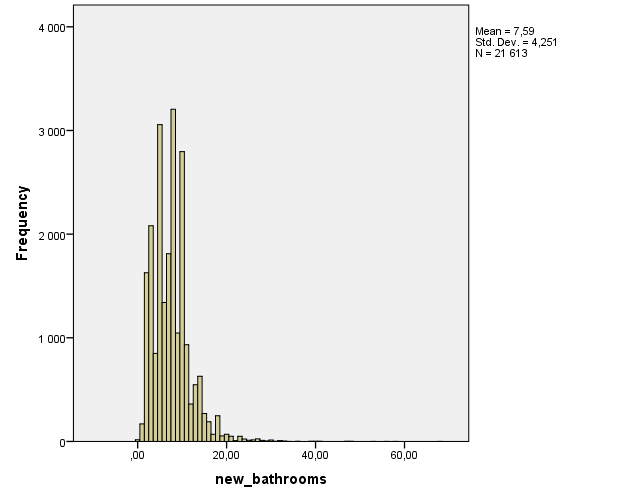 4 000
3 000
2 000
1 000
0
Frequency
,00
20,00
40,00
60,00
new_bathrooms
Mean = 7,59
Std. Dev. = 4,251
N = 21 613